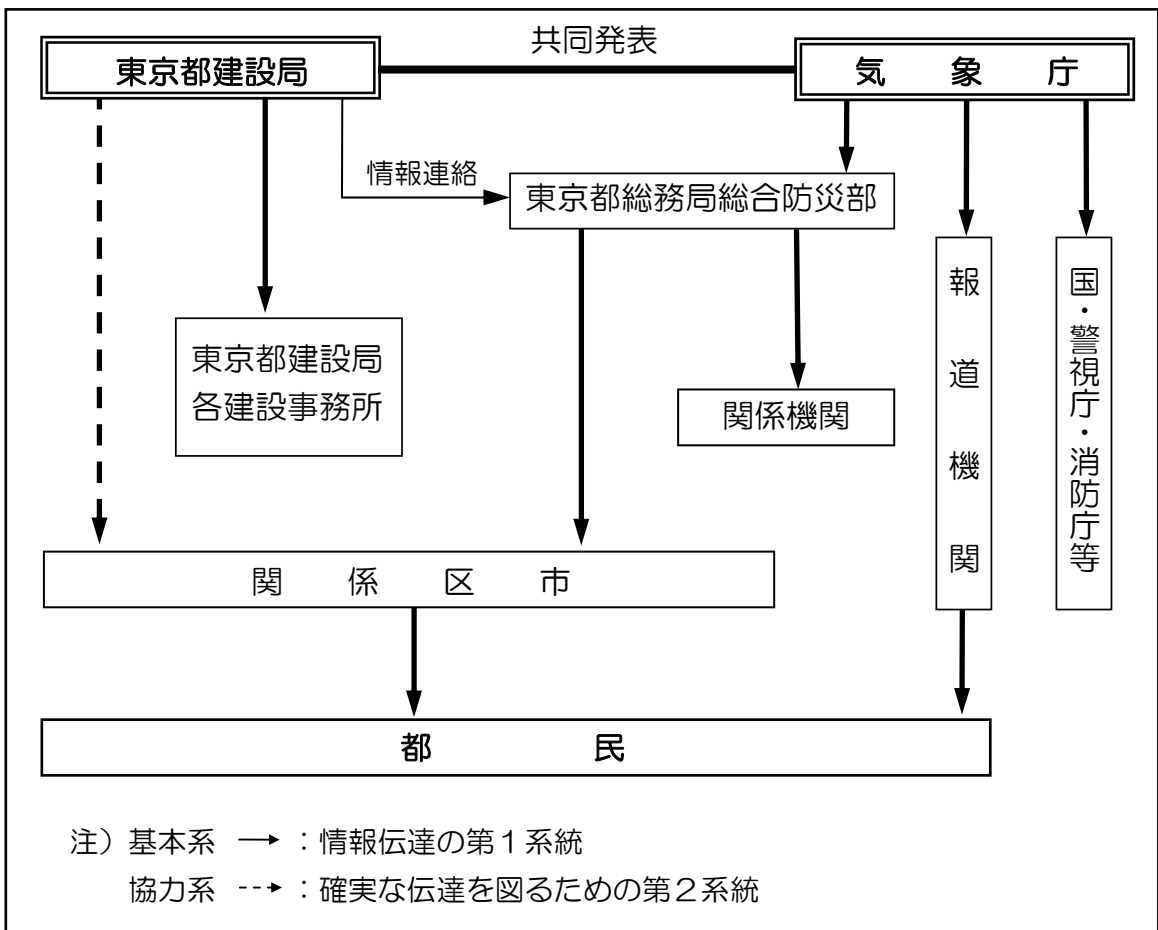 共同発表
東京都建設局
気象庁
情報連絡
東京都総務局総合防災部
東京都建設局
各建設事務所
関係機関
報道機関
国・警視庁・消防庁等
関係区市
都民
注）基本系 → ：情報伝達の第１系統
協力系 --→ ：確実な伝達を図るための第２系統